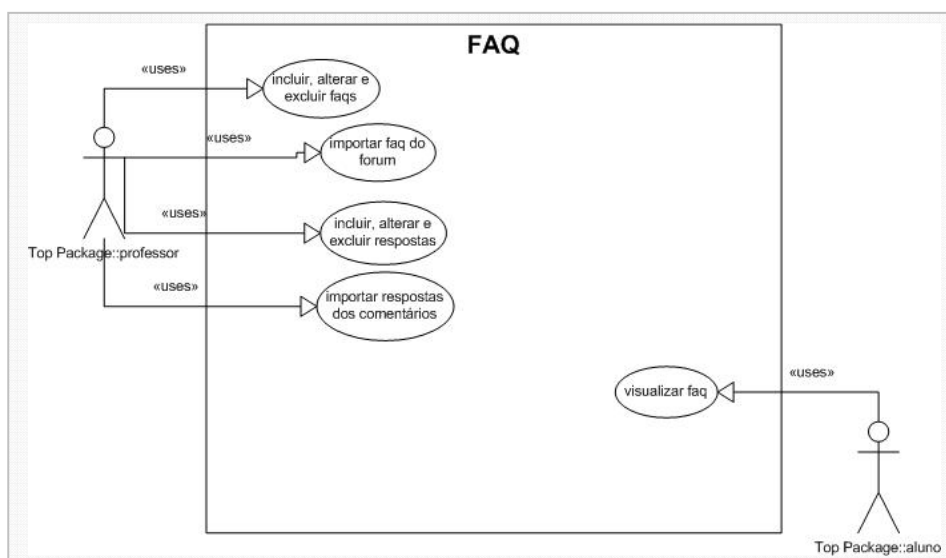 FAQ
«uses»
incluir, alterar e
excluir faqs
«uses»
importar faq do
forum
«uses»
incluir, alterar e
excluir respostas
Top Package::professor
«uses»
importar respostas
dos comentários
«uses»
visualizar faq
Top Package::aluno